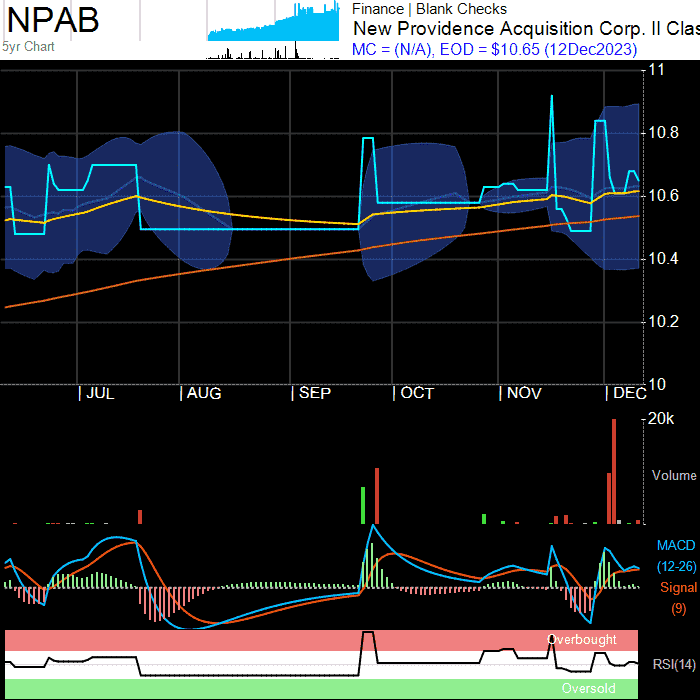 NPAB
5yr Chart
Finance | Blank Checks
New Providence Acquisition Corp. II Clas
MC = (N/A), EOD = $10.65 (12Dec2023)
11
10.8
10.6
10.4
10.2
10
| JUL | AUG | SEP | OCT | NOV | DEC
20k
Volume
MACD
(12-26)
Signal
(9)
Overbought
RSI(14)
Oversold